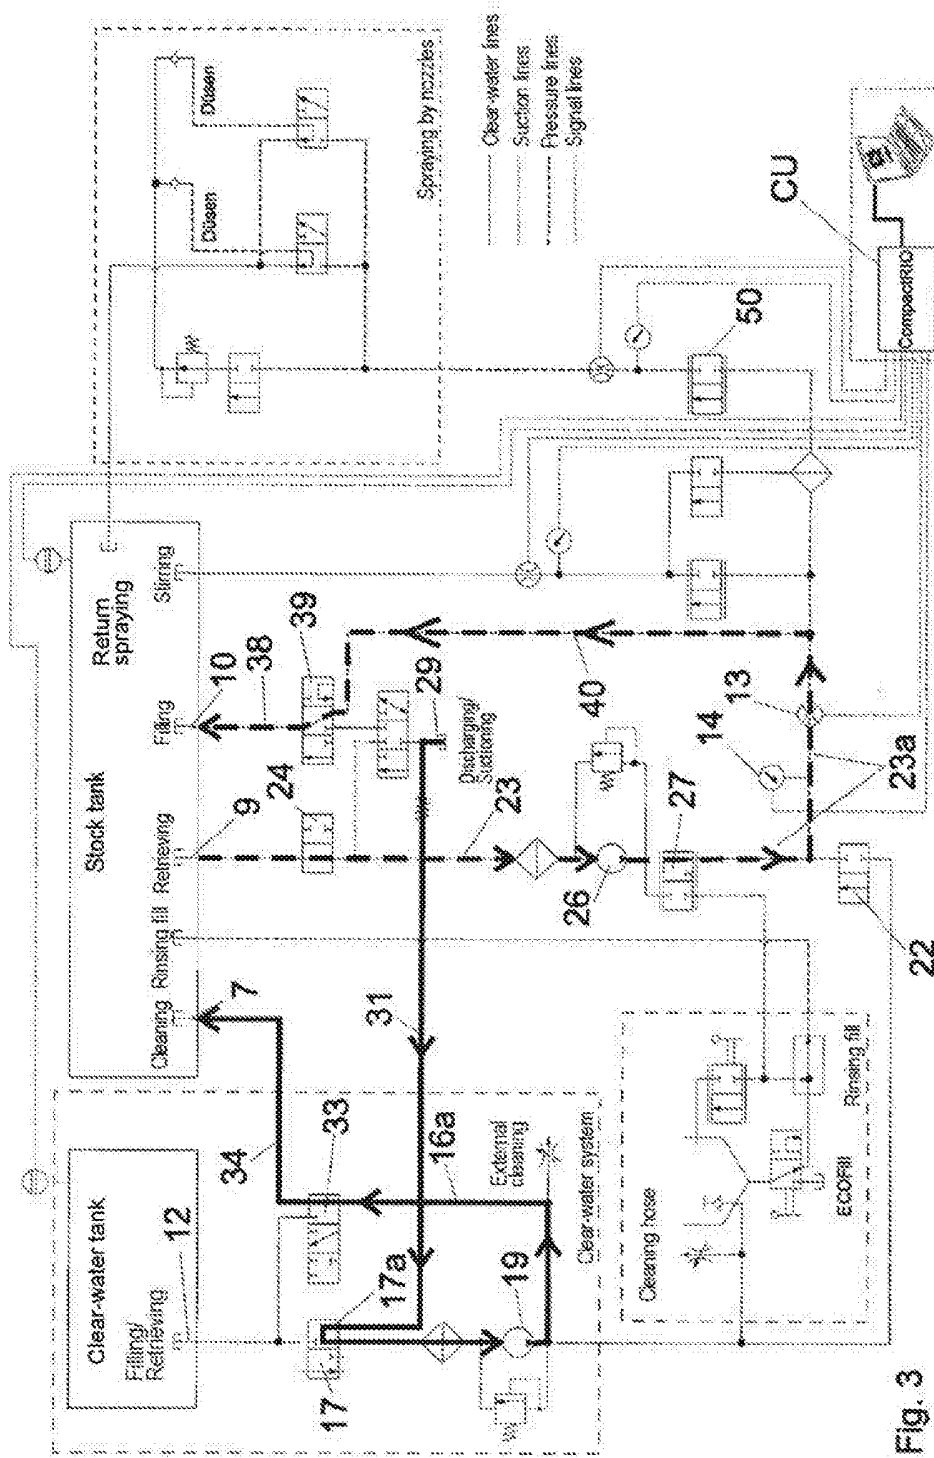 Clear-water tank
Filling/
Retrieving
12
17
17a
33
34
16a
19
External
cleaning
Clear-water system
Stock tank
Cleaning
Rinsing fill
Retrieving
Filling
Return
spraying
Stirring
7
9
10
24
38
39
29
Discharging/
Suctioning
31
23
40
26
27
14
13
23a
22
50
CU
CompactRIO
Cleaning hose
ECOFill
Rinsing fill
Düsen
Düsen
Spraying by nozzles
Clear-water lines
Suction lines
Pressure lines
Signal lines
Fig. 3